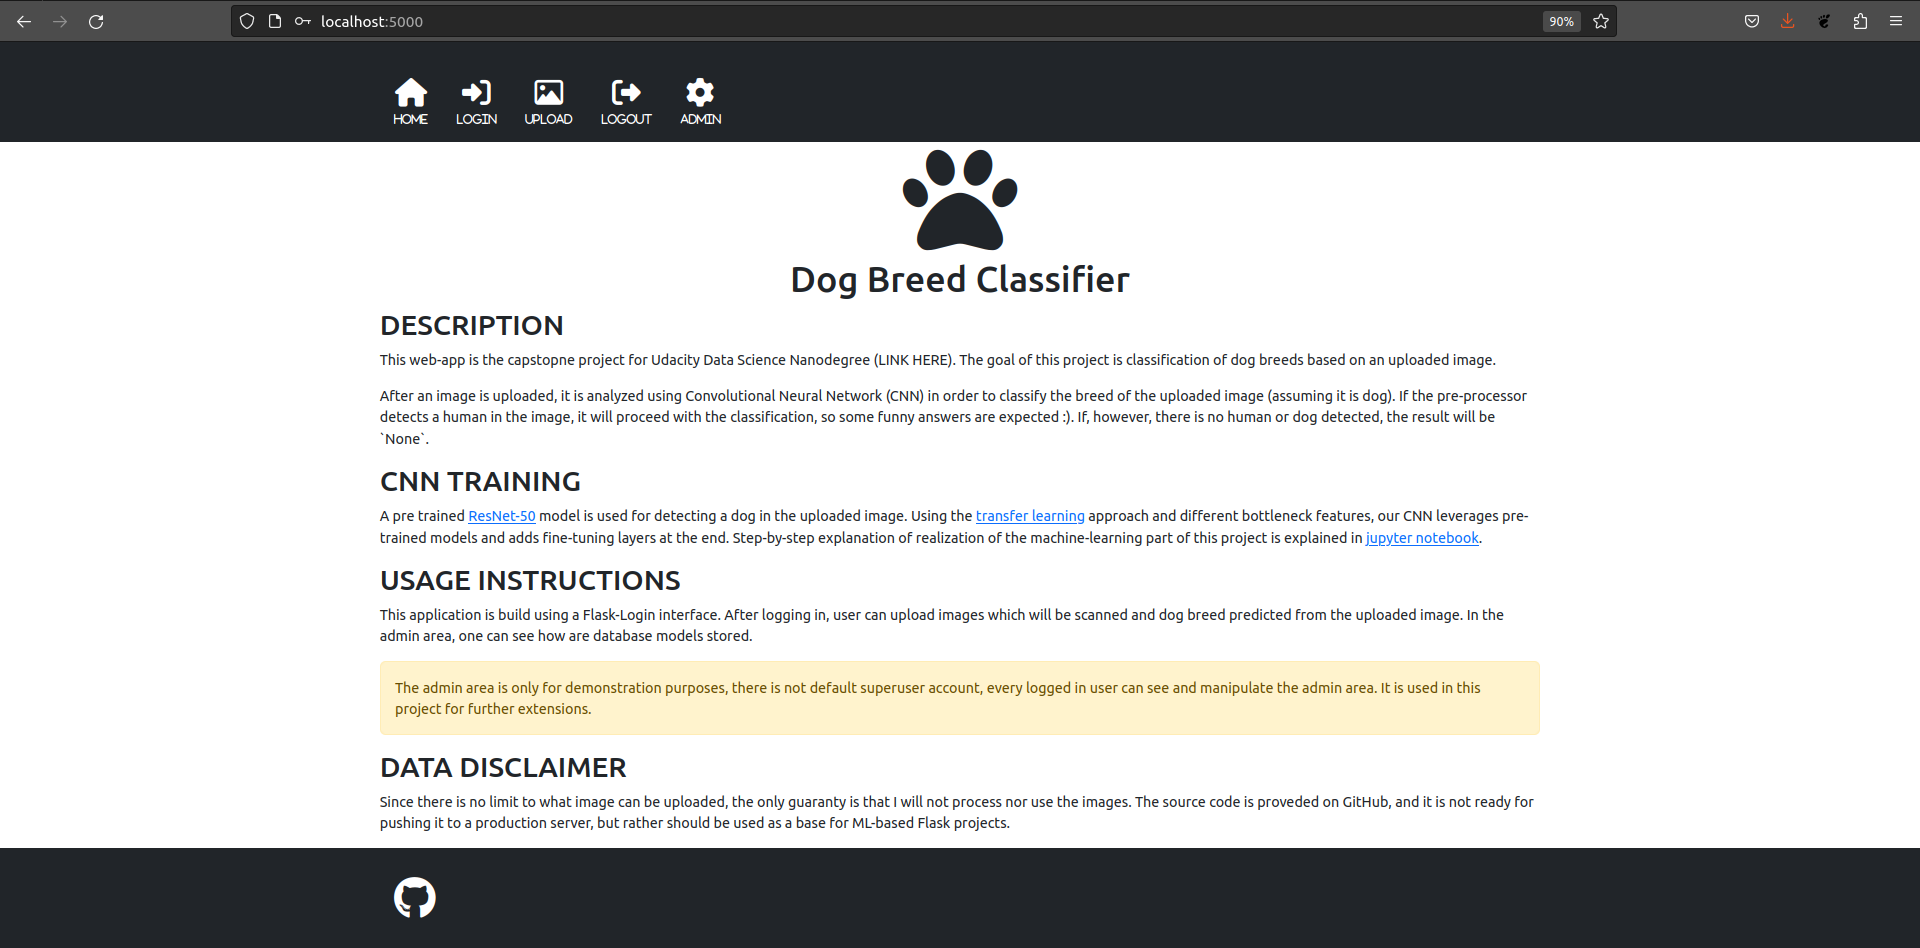 localhost:5000
90%
HOME
LOGIN
UPLOAD
LOGOUT
ADMIN
Dog Breed Classifier
DESCRIPTION
This web-app is the capstopne project for Udacity Data Science Nanodegree (LINK HERE). The goal of this project is classification of dog breeds based on an uploaded image.
After an image is uploaded, it is analyzed using Convolutional Neural Network (CNN) in order to classify the breed of the uploaded image (assuming it is dog). If the pre-processor
detects a human in the image, it will proceed with the classification, so some funny answers are expected :). If, however, there is no human or dog detected, the result will be
`None`.
CNN TRAINING
A pre trained ResNet-50 model is used for detecting a dog in the uploaded image. Using the transfer learning approach and different bottleneck features, our CNN leverages pre-
trained models and adds fine-tuning layers at the end. Step-by-step explanation of realization of the machine-learning part of this project is explained in jupyter notebook.
USAGE INSTRUCTIONS
This application is build using a Flask-Login interface. After logging in, user can upload images which will be scanned and dog breed predicted from the uploaded image. In the
admin area, one can see how are database models stored.
The admin area is only for demonstration purposes, there is not default superuser account, every logged in user can see and manipulate the admin area. It is used in this
project for further extensions.
DATA DISCLAIMER
Since there is no limit to what image can be uploaded, the only guaranty is that I will not process nor use the images. The source code is proveded on GitHub, and it is not ready for
pushing it to a production server, but rather should be used as a base for ML-based Flask projects.